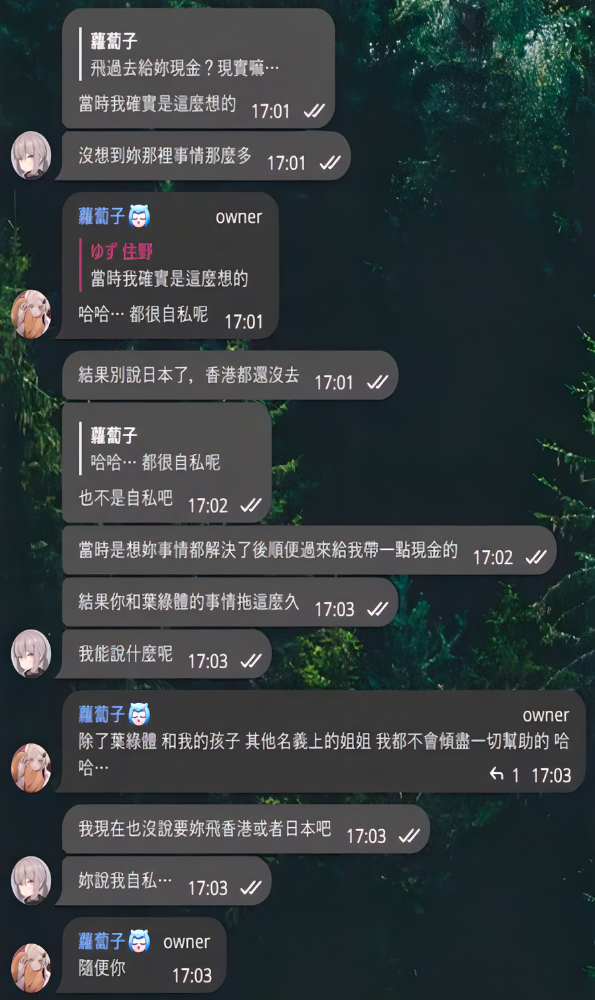 蘿蔔子
飛過去給妳現金？現實嘛…
當時我確實是這麼想的 17:01
沒想到妳那裡事情那麼多 17:01
蘿蔔子 owner
ゆず 住野
當時我確實是這麼想的
哈哈… 都很自私呢 17:01
結果別說日本了，香港都還沒去 17:01
蘿蔔子
哈哈… 都很自私呢
也不是自私吧 17:02
當時是想妳事情都解決了後順便過來給我帶一點現金的 17:02
結果你和葉綠體的事情拖這麼久 17:03
我能說什麼呢 17:03
蘿蔔子 owner
除了葉綠體 和我的孩子 其他名義上的姐姐 我都不會傾盡一切幫助的 哈
哈… 1 17:03
我現在也沒說要妳飛香港或者日本吧 17:03
妳說我自私… 17:03
蘿蔔子 owner
隨便你 17:03